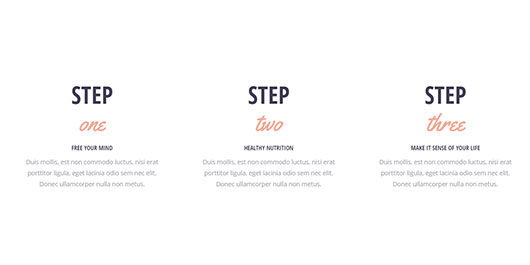 STEP
one
FREE YOUR MIND
Duis mollis, est non commodo luctus, nisi erat
porttitor ligula, eget lacinia odio sem nec elit.
Donec ullamcorper nulla non metus.
STEP
two
HEALTHY NUTRITION
Duis mollis, est non commodo luctus, nisi erat
porttitor ligula, eget lacinia odio sem nec elit.
Donec ullamcorper nulla non metus.
STEP
three
MAKE IT SENSE OF YOUR LIFE
Duis mollis, est non commodo luctus, nisi erat
porttitor ligula, eget lacinia odio sem nec elit.
Donec ullamcorper nulla non metus.